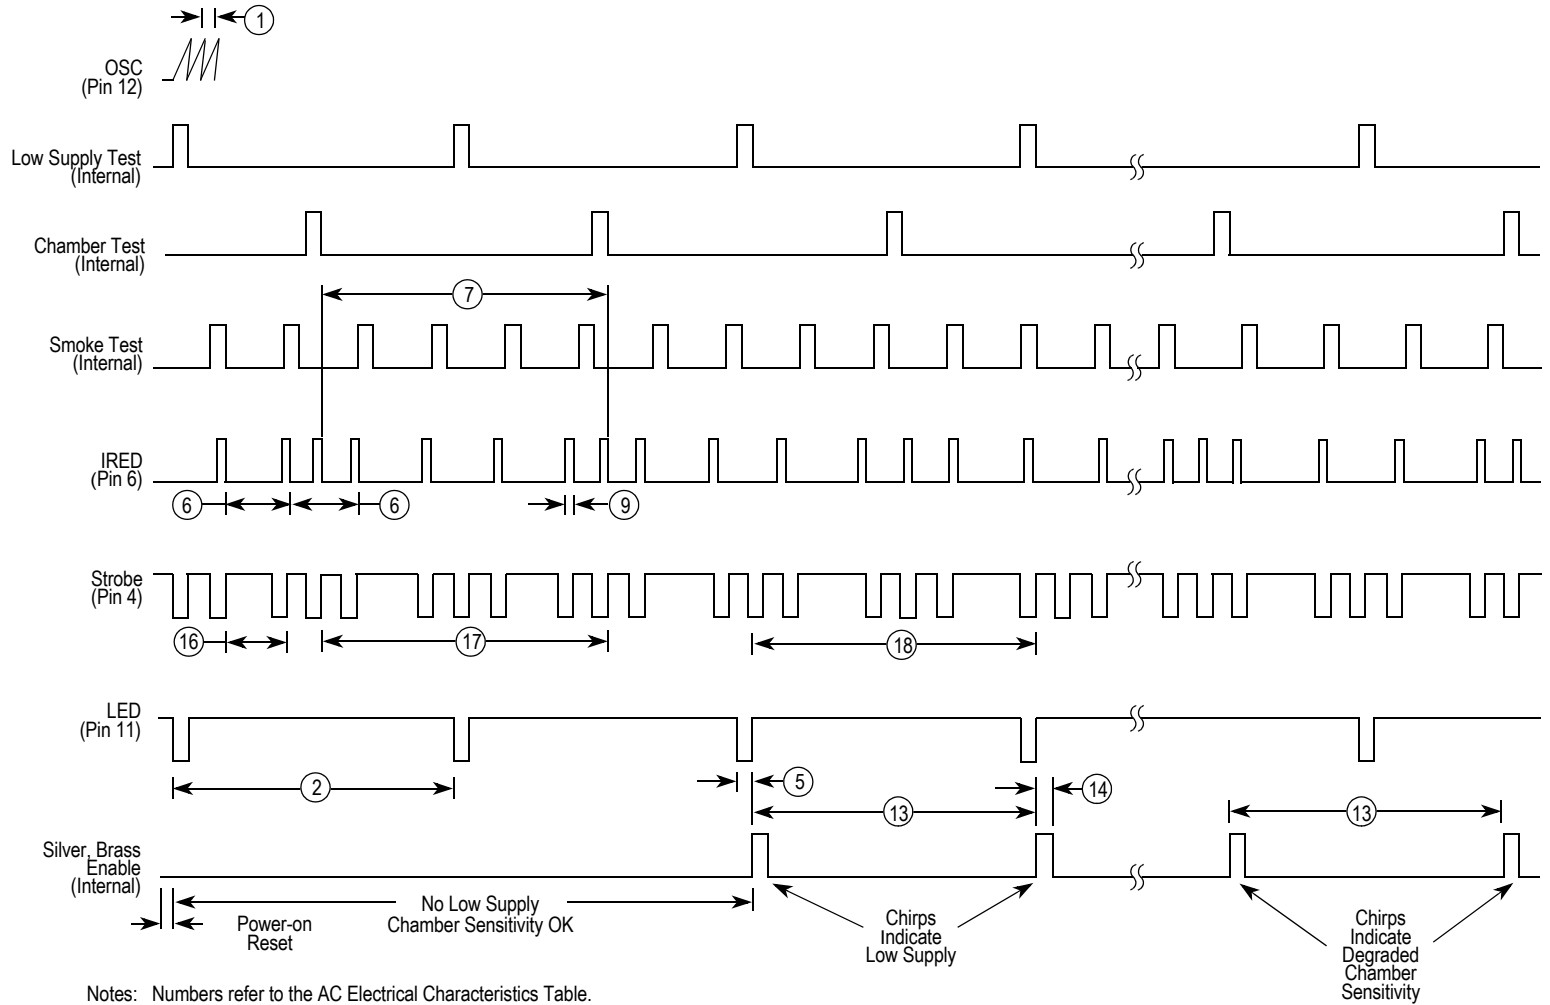 1
OSC
(Pin 12)
Low Supply Test
(Internal)
Chamber Test
(Internal)
7
Smoke Test
(Internal)
IRED
(Pin 6)
6
6
9
Strobe
(Pin 4)
16
17
18
LED
(Pin 11)
2
5
14
13
13
Silver, Brass
Enable
(Internal)
Power-on
Reset
No Low Supply
Chamber Sensitivity OK
Chirps
Indicate
Low Supply
Chirps
Indicate
Degraded
Chamber
Sensitivity
Notes: Numbers refer to the AC Electrical Characteristics Table.